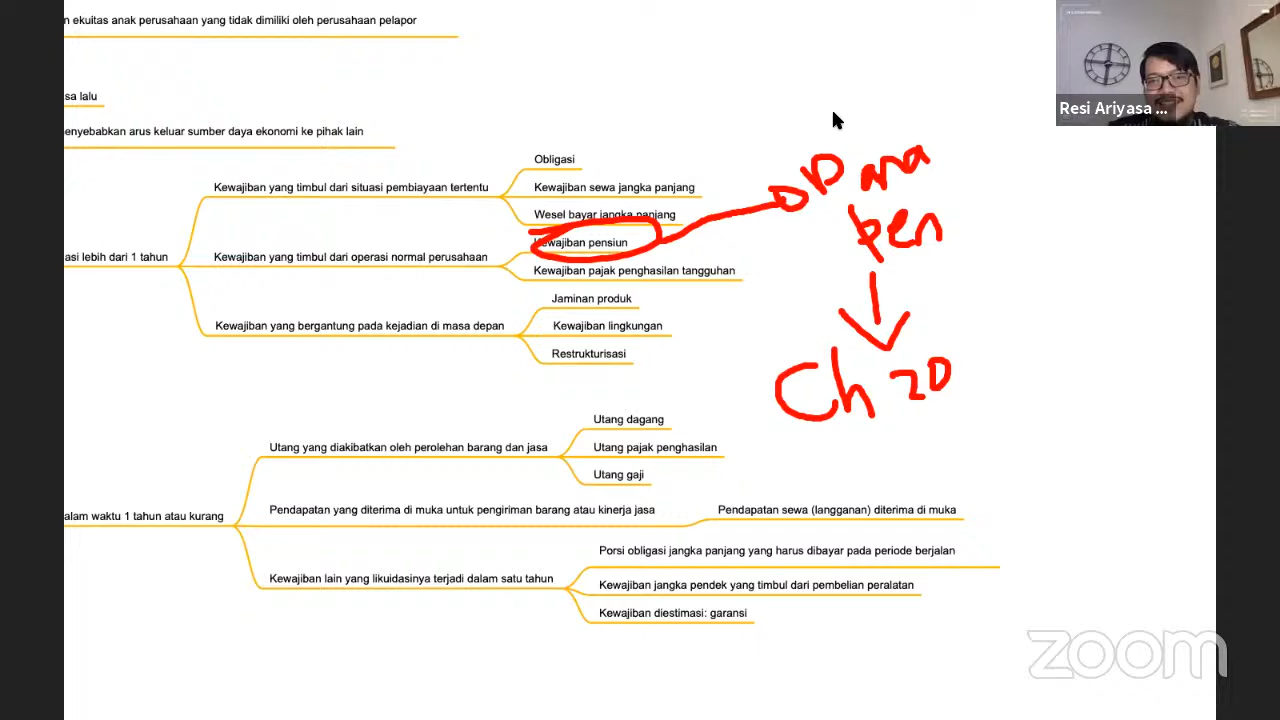 n ekuitas anak perusahaan yang tidak dimiliki oleh perusahaan pelapor
sa lalu
enyebabkan arus keluar sumber daya ekonomi ke pihak lain
Resi Ariyasa ...
Obligasi
Kewajiban yang timbul dari situasi pembiayaan tertentu
Kewajiban sewa jangka panjang
Wesel bayar jangka panjang
Kewajiban pensiun
asi lebih dari 1 tahun
Kewajiban yang timbul dari operasi normal perusahaan
Kewajiban pajak penghasilan tangguhan
Jaminan produk
Kewajiban yang bergantung pada kejadian di masa depan
Kewajiban lingkungan
Restrukturisasi
Dana
pen
Ch 20
Utang dagang
Utang yang diakibatkan oleh perolehan barang dan jasa
Utang pajak penghasilan
Utang gaji
alam waktu 1 tahun atau kurang
Pendapatan yang diterima di muka untuk pengiriman barang atau kinerja jasa
Pendapatan sewa (langganan) diterima di muka
Porsi obligasi jangka panjang yang harus dibayar pada periode berjalan
Kewajiban lain yang likuidasinya terjadi dalam satu tahun
Kewajiban jangka pendek yang timbul dari pembelian peralatan
Kewajiban diestimasi: garansi
zoom